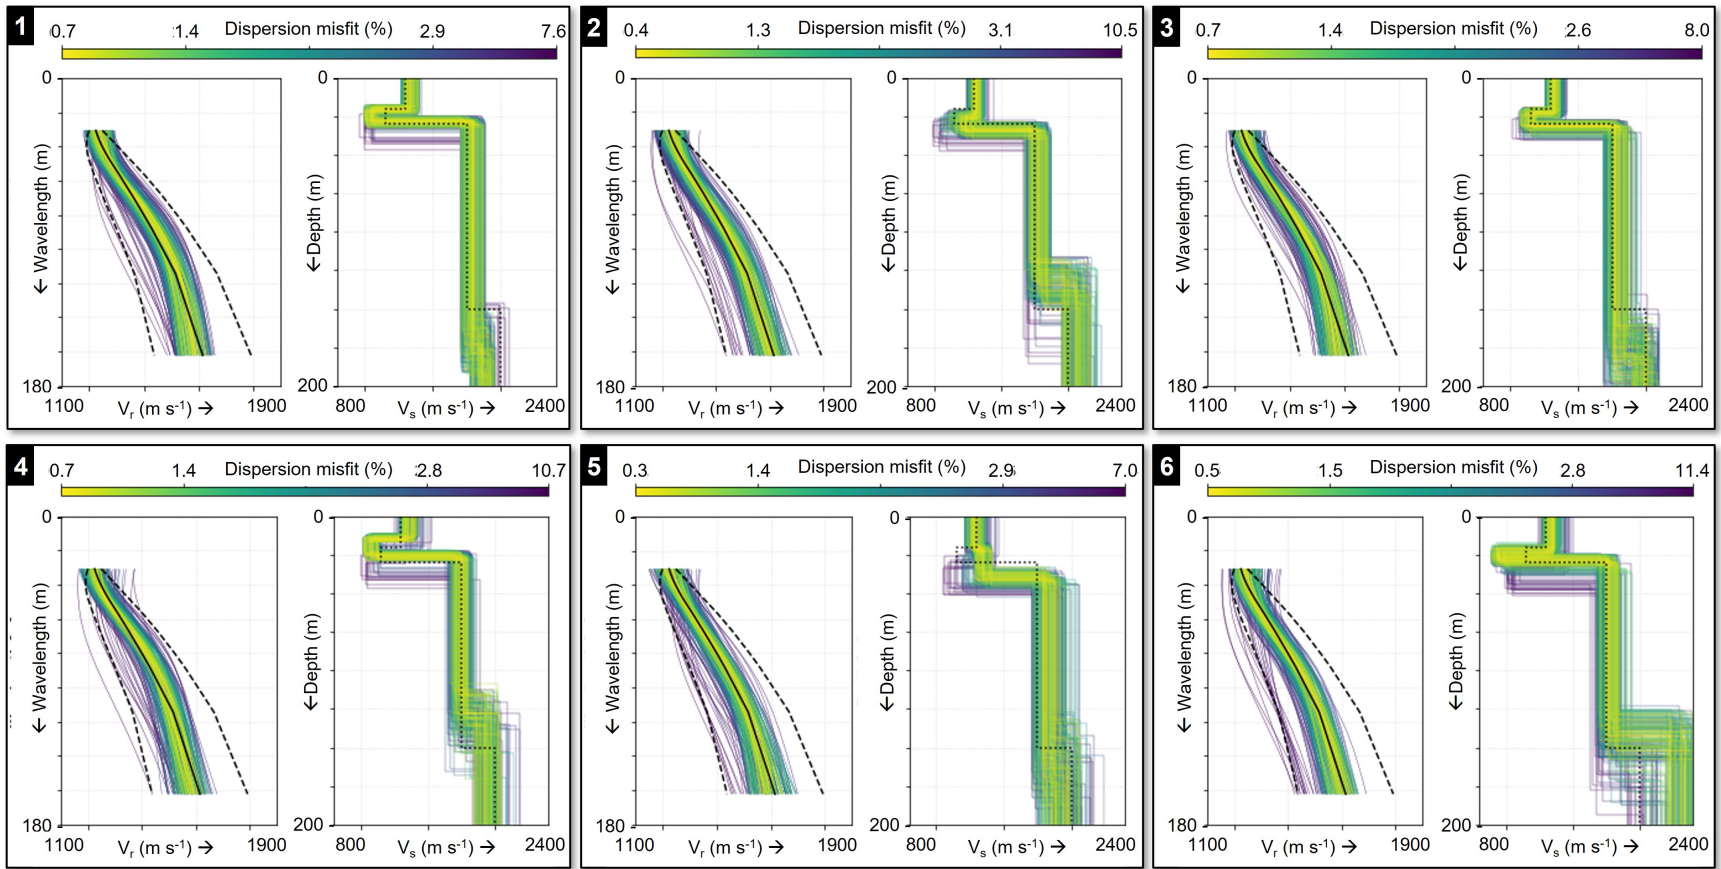 1
Dispersion misfit (%)
0.7 1.4 2.9 7.6
0
180
← Wavelength (m)
1100 Vr (m s-1) → 1900
0
200
←Depth (m)
800 Vs (m s-1) → 2400
2
Dispersion misfit (%)
0.4 1.3 3.1 10.5
0
180
← Wavelength (m)
1100 Vr (m s-1) → 1900
0
200
←Depth (m)
800 Vs (m s-1) → 2400
3
Dispersion misfit (%)
0.7 1.4 2.6 8.0
0
180
← Wavelength (m)
1100 Vr (m s-1) → 1900
0
200
←Depth (m)
800 Vs (m s-1) → 2400
4
Dispersion misfit (%)
0.7 1.4 2.8 10.7
0
180
← Wavelength (m)
1100 Vr (m s-1) → 1900
0
200
←Depth (m)
800 Vs (m s-1) → 2400
5
Dispersion misfit (%)
0.3 1.4 2.9 7.0
0
180
← Wavelength (m)
1100 Vr (m s-1) → 1900
0
200
←Depth (m)
800 Vs (m s-1) → 2400
6
Dispersion misfit (%)
0.5 1.5 2.8 11.4
0
180
← Wavelength (m)
1100 Vr (m s-1) → 1900
0
200
←Depth (m)
800 Vs (m s-1) → 2400